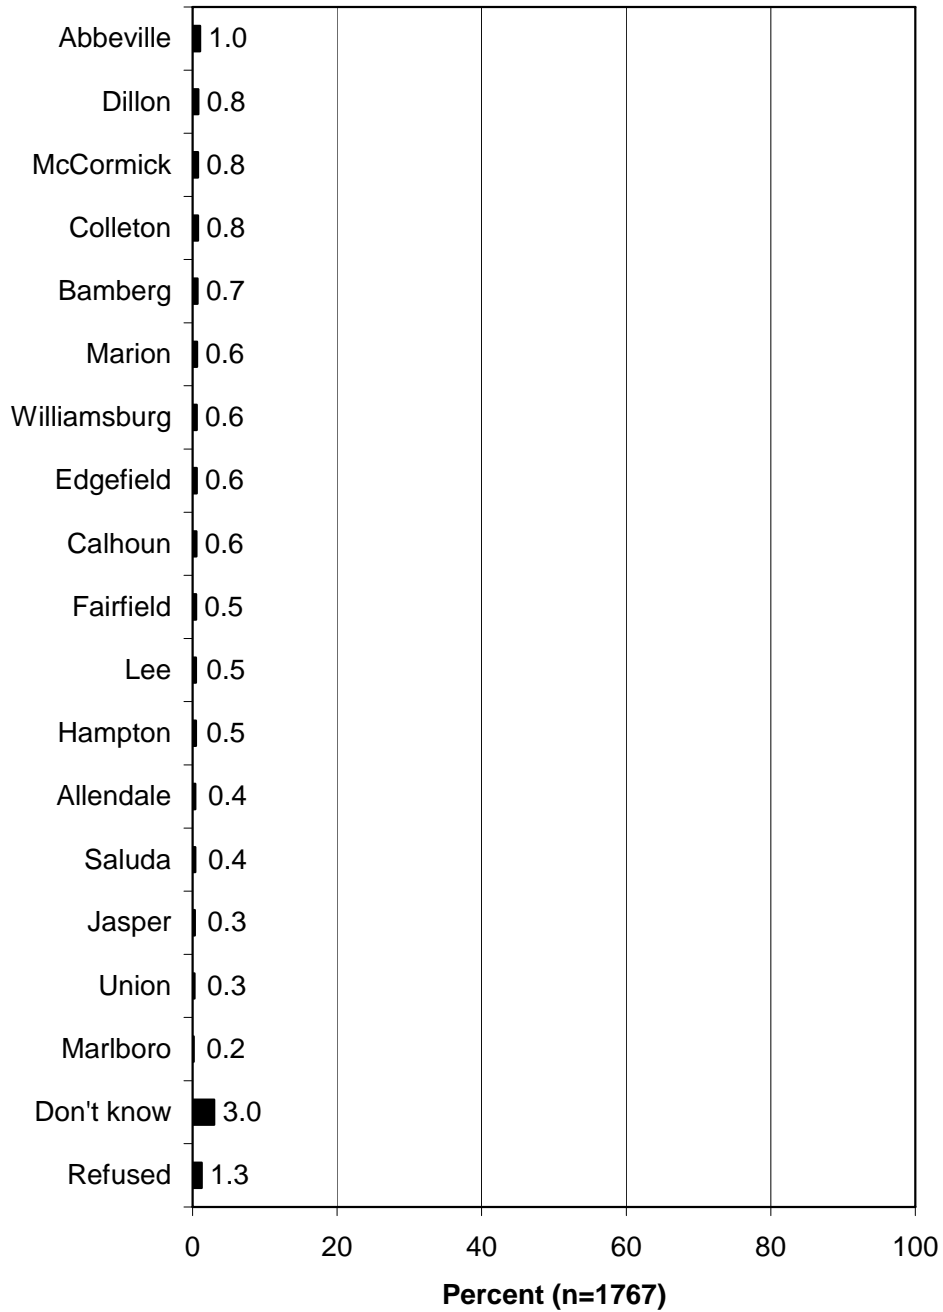 Abbeville 1.0
Dillon 0.8
McCormick 0.8
Colleton 0.8
Bamberg 0.7
Marion 0.6
Williamsburg 0.6
Edgefield 0.6
Calhoun 0.6
Fairfield 0.5
Lee 0.5
Hampton 0.5
Allendale 0.4
Saluda 0.4
Jasper 0.3
Union 0.3
Marlboro 0.2
Don't know 3.0
Refused 1.3
0 20 40 60 80 100
Percent (n=1767)